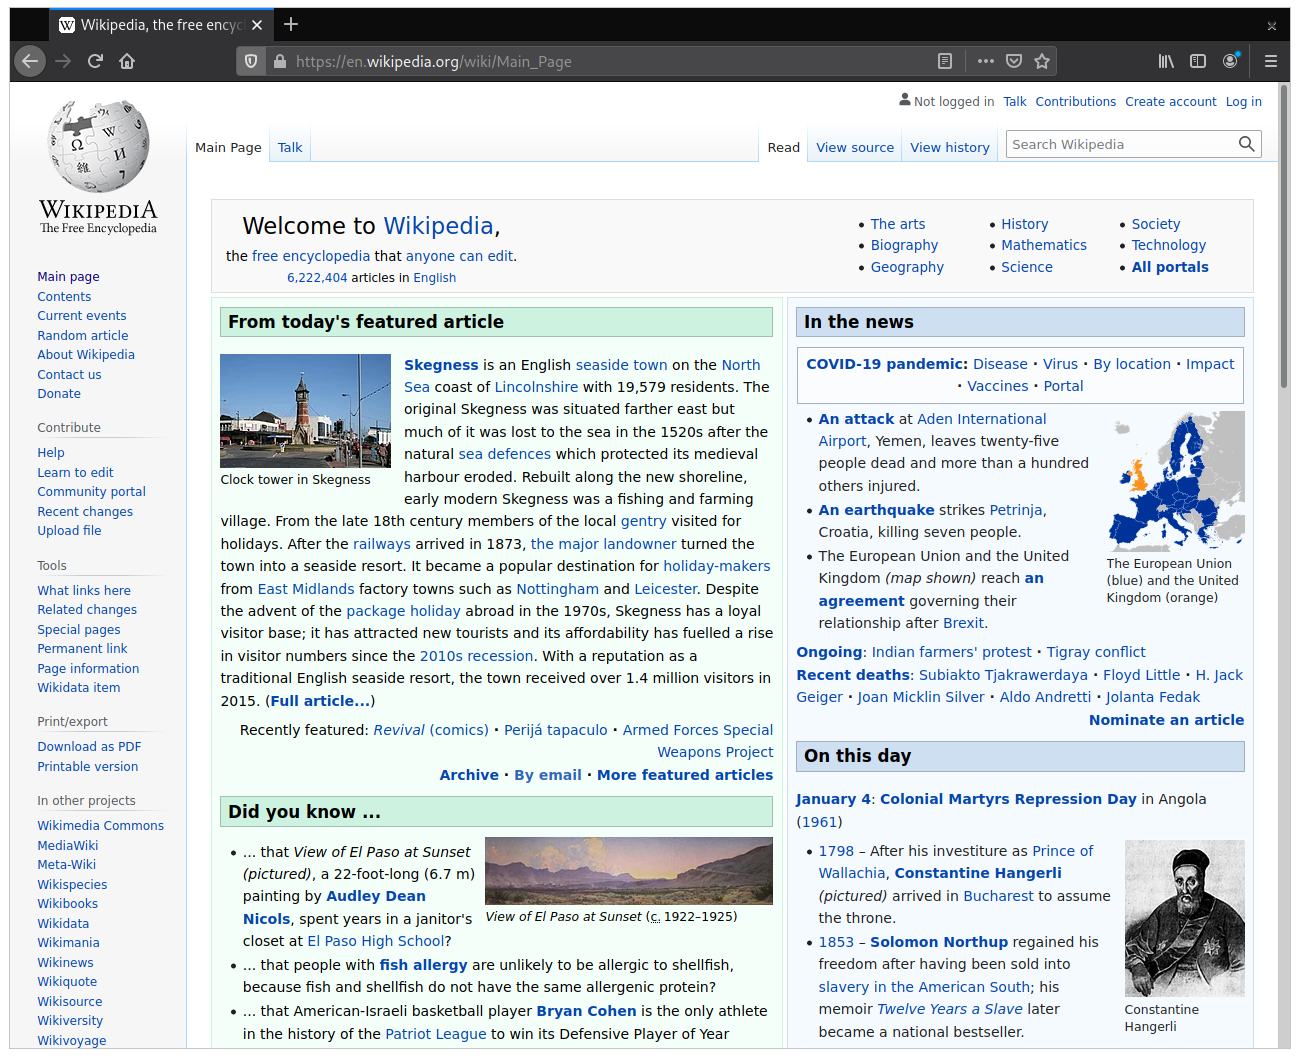 Wikipedia, the free encyc
https://en.wikipedia.org/wiki/Main_Page
Not logged in Talk Contributions Create account Log in
Main Page Talk Read View source View history Search Wikipedia
WIKIPEDIA
The Free Encyclopedia
Main page
Contents
Current events
Random article
About Wikipedia
Contact us
Donate
Contribute
Help
Learn to edit
Community portal
Recent changes
Upload file
Tools
What links here
Related changes
Special pages
Permanent link
Page information
Wikidata item
Print/export
Download as PDF
Printable version
In other projects
Wikimedia Commons
MediaWiki
Meta-Wiki
Wikispecies
Wikibooks
Wikidata
Wikimania
Wikinews
Wikiquote
Wikisource
Wikiversity
Wikivoyage
Welcome to Wikipedia,
the free encyclopedia that anyone can edit.
6,222,404 articles in English
• The arts
• Biography
• Geography
• History
• Mathematics
• Science
• Society
• Technology
• All portals
From today's featured article
Clock tower in Skegness
Skegness is an English seaside town on the North
Sea coast of Lincolnshire with 19,579 residents. The
original Skegness was situated farther east but
much of it was lost to the sea in the 1520s after the
natural sea defences which protected its medieval
harbour eroded. Rebuilt along the new shoreline,
early modern Skegness was a fishing and farming
village. From the late 18th century members of the local gentry visited for
holidays. After the railways arrived in 1873, the major landowner turned the
town into a seaside resort. It became a popular destination for holiday-makers
from East Midlands factory towns such as Nottingham and Leicester. Despite
the advent of the package holiday abroad in the 1970s, Skegness has a loyal
visitor base; it has attracted new tourists and its affordability has fuelled a rise
in visitor numbers since the 2010s recession. With a reputation as a
traditional English seaside resort, the town received over 1.4 million visitors in
2015. (Full article...)
Recently featured: Revival (comics) · Perijá tapaculo · Armed Forces Special
Weapons Project
Archive · By email · More featured articles
Did you know ...
• ... that View of El Paso at Sunset
(pictured), a 22-foot-long (6.7 m)
painting by Audley Dean
Nicols, spent years in a janitor's
closet at El Paso High School?
View of El Paso at Sunset (c. 1922–1925)
• ... that people with fish allergy are unlikely to be allergic to shellfish,
because fish and shellfish do not have the same allergenic protein?
• ... that American-Israeli basketball player Bryan Cohen is the only athlete
in the history of the Patriot League to win its Defensive Player of Year
In the news
COVID-19 pandemic: Disease · Virus · By location · Impact
· Vaccines · Portal
• An attack at Aden International
Airport, Yemen, leaves twenty-five
people dead and more than a hundred
others injured.
• An earthquake strikes Petrinja,
Croatia, killing seven people.
• The European Union and the United
Kingdom (map shown) reach an
agreement governing their
relationship after Brexit.
The European Union
(blue) and the United
Kingdom (orange)
Ongoing: Indian farmers' protest · Tigray conflict
Recent deaths: Subiakto Tjakrawerdaya · Floyd Little · H. Jack
Geiger · Joan Micklin Silver · Aldo Andretti · Jolanta Fedak
Nominate an article
On this day
January 4: Colonial Martyrs Repression Day in Angola
(1961)
• 1798 – After his investiture as Prince of
Wallachia, Constantine Hangerli
(pictured) arrived in Bucharest to assume
the throne.
• 1853 – Solomon Northup regained his
freedom after having been sold into
slavery in the American South; his
memoir Twelve Years a Slave later
became a national bestseller.
Constantine
Hangerli